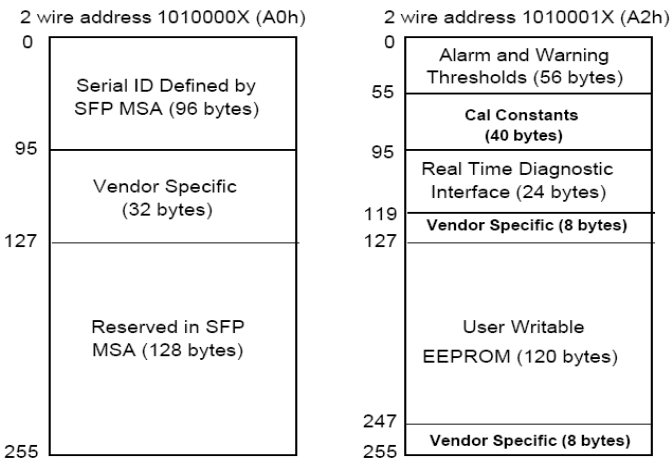 2 wire address 1010000X (A0h)
0
Serial ID Defined by
SFP MSA (96 bytes)
95
Vendor Specific
(32 bytes)
127
Reserved in SFP
MSA (128 bytes)
255
2 wire address 1010001X (A2h)
0
Alarm and Warning
Thresholds (56 bytes)
55
Cal Constants
(40 bytes)
95
Real Time Diagnostic
Interface (24 bytes)
119
Vendor Specific (8 bytes)
127
User Writable
EEPROM (120 bytes)
247
Vendor Specific (8 bytes)
255